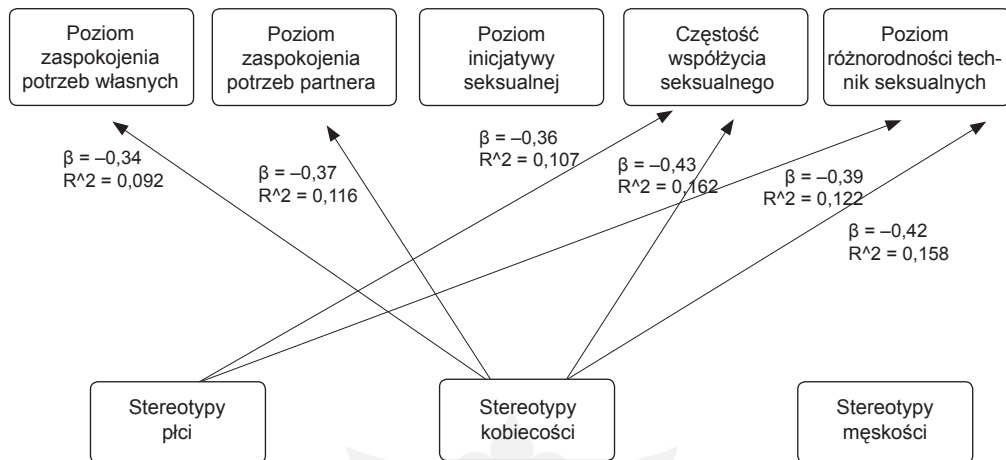 Poziom
zaspokojenia
potrzeb własnych
Poziom
zaspokojenia
potrzeb partnera
Poziom
inicjatywy
seksualnej
Częstość
współżycia
seksualnego
Poziom
różnorodności tech-
nik seksualnych
β = –0,34
R^2 = 0,092
β = –0,37
R^2 = 0,116
β = –0,36
R^2 = 0,107
β = –0,43
R^2 = 0,162
β = –0,39
R^2 = 0,122
β = –0,42
R^2 = 0,158
Stereotypy
płci
Stereotypy
kobiecości
Stereotypy
męskości